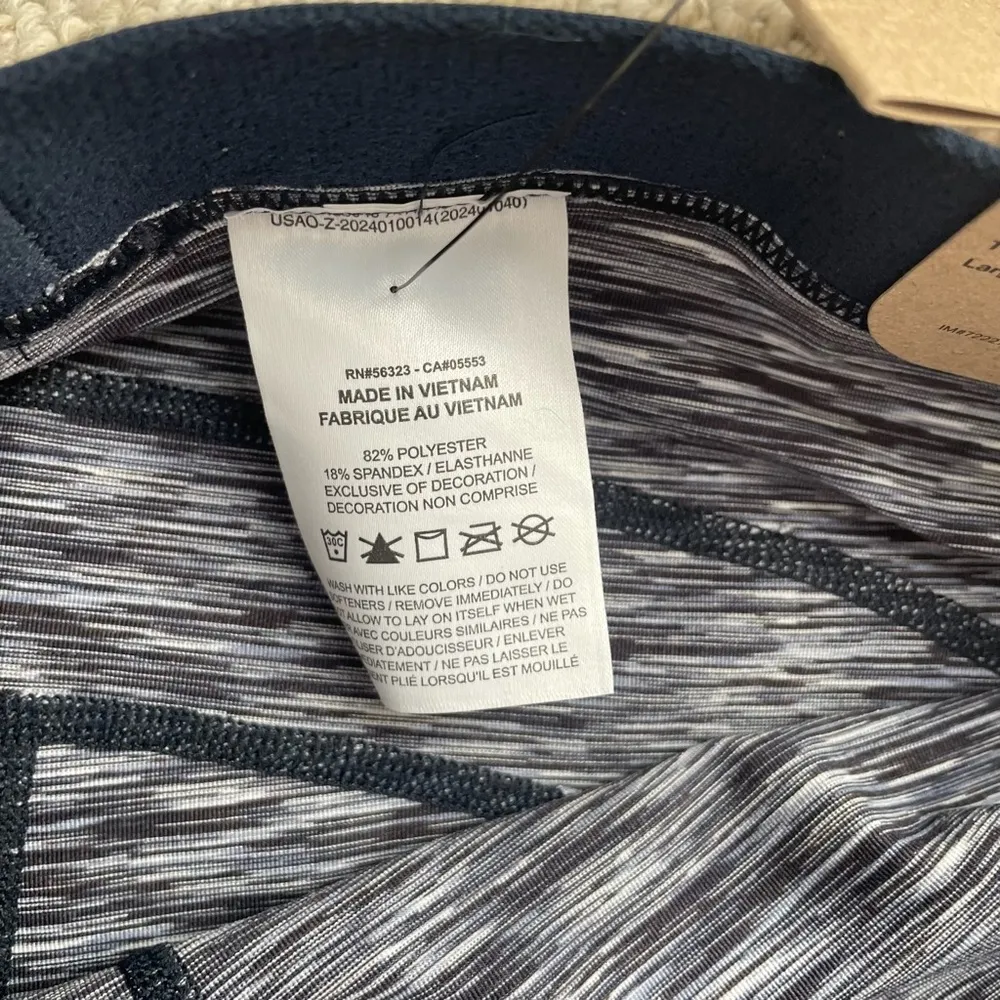 USAO-Z-2024010014(20240 040)
RN#56323 - CA#05553
MADE IN VIETNAM
FABRIQUE AU VIETNAM
82% POLYESTER
18% SPANDEX / ELASTHANNE
EXCLUSIVE OF DECORATION /
DECORATION NON COMPRISE
30C
WASH WITH LIKE COLORS / DO NOT USE
/ REMOVE IMMEDIATELY / DO
ALLOW TO LAY ON ITSELF WHEN WET
AVEC COULEURS SIMILAIRES / NE PAS
D'ADOUCISSEUR / ENLEVER
/ NE PAS LAISSER LE
PLIÉ LORSQU'IL EST MOUILLÉ